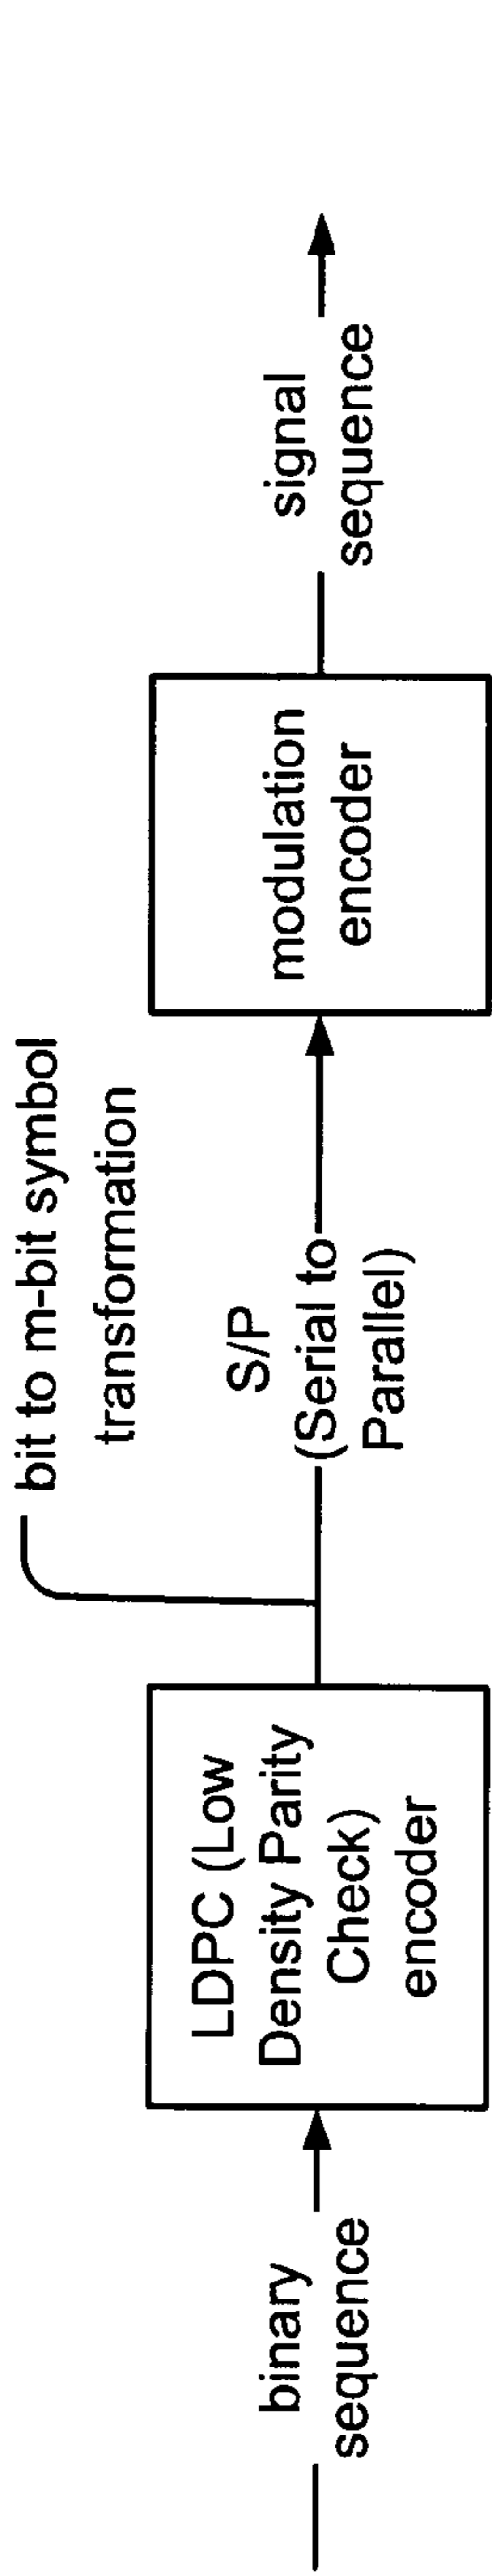 binary
sequence
LDPC (Low
Density Parity
Check)
encoder
bit to m-bit symbol
transformation
S/P
(Serial to
Parallel)
modulation
encoder
signal
sequence